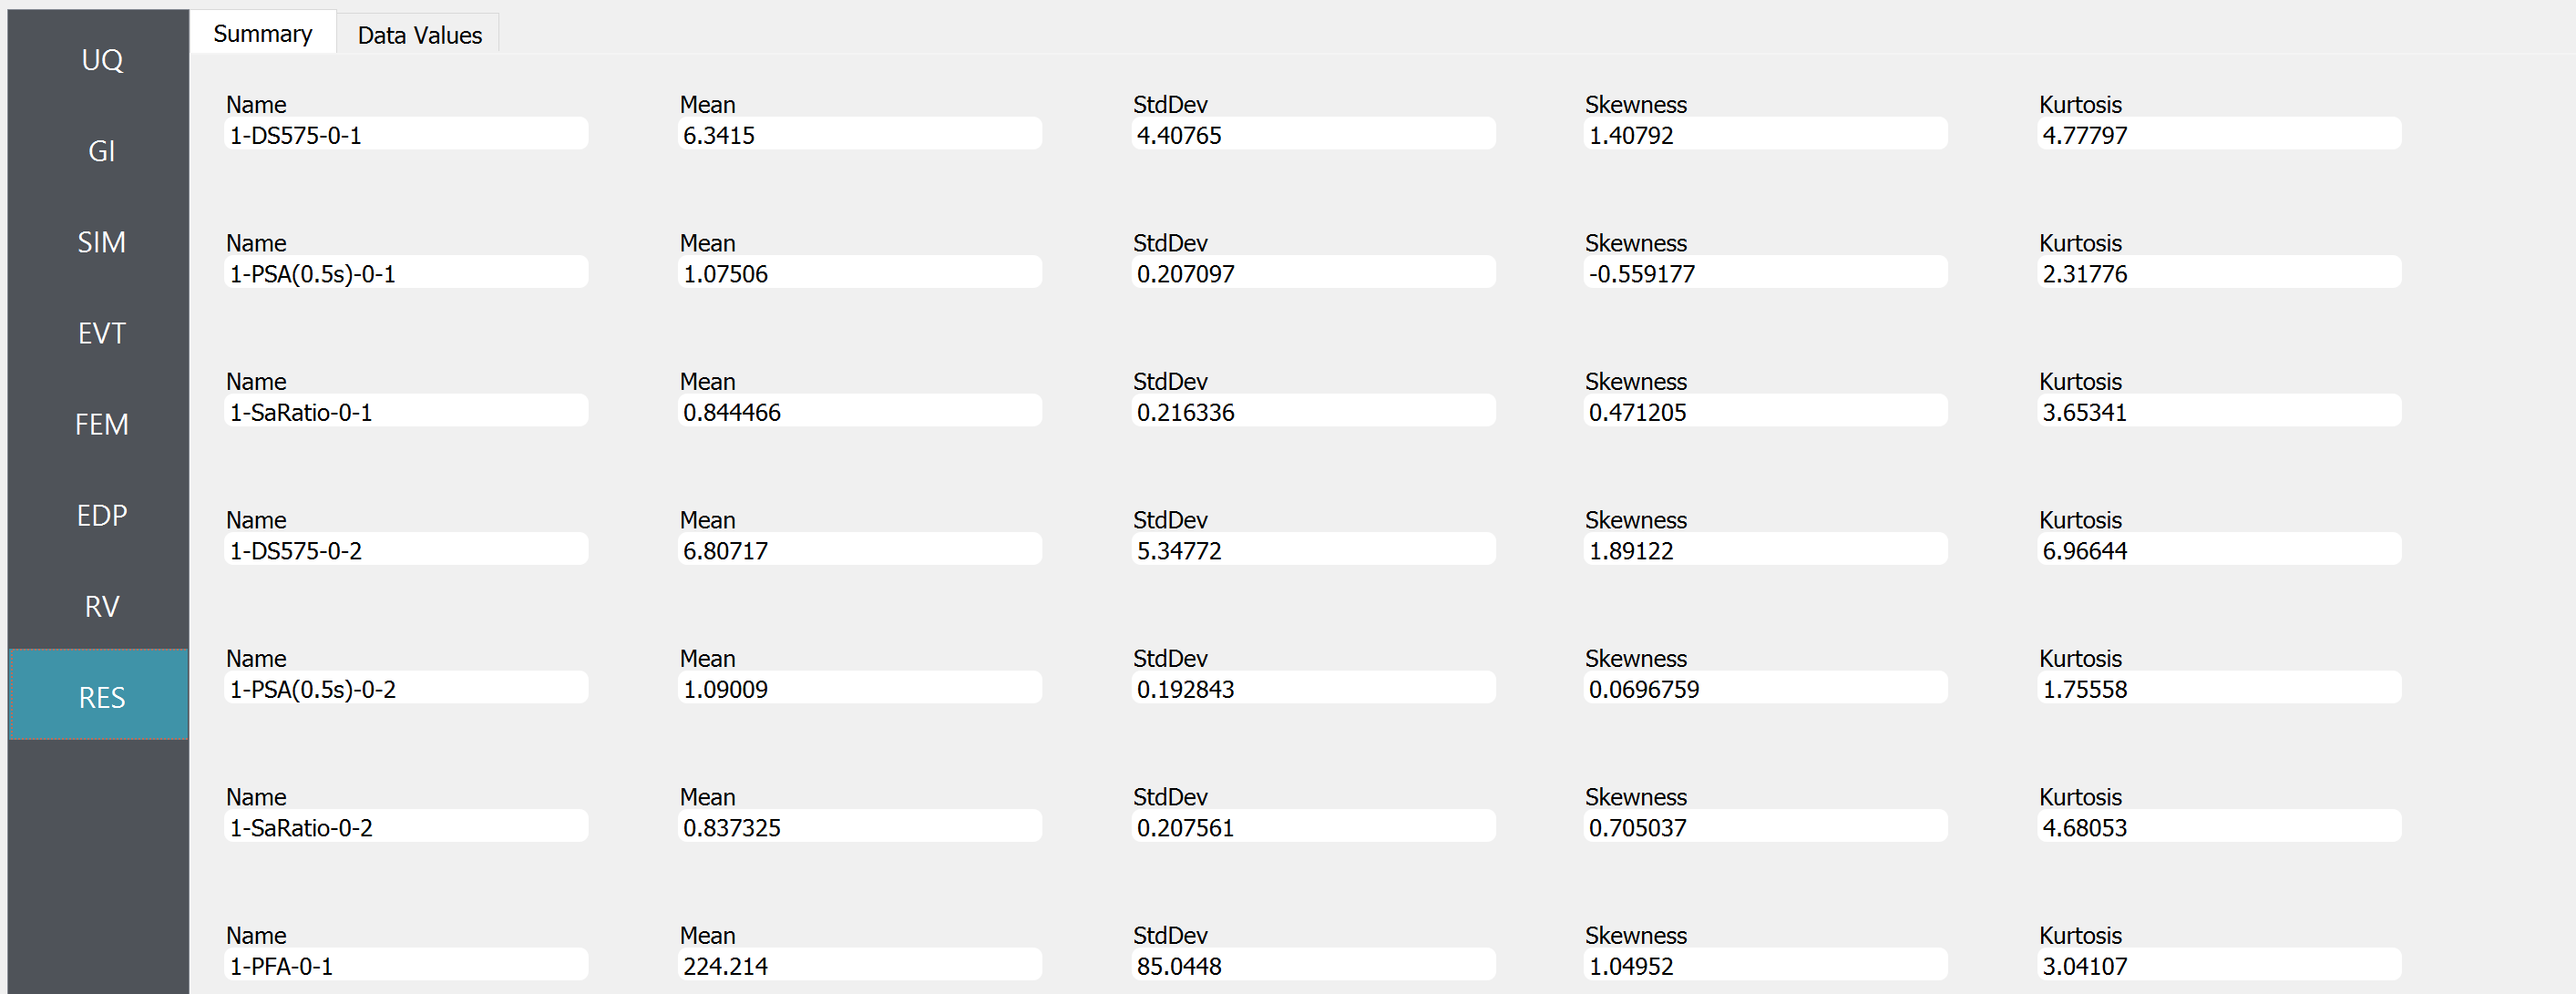 Summary Data Values
UQ
GI
SIM
EVT
FEM
EDP
RV
RES
Name Mean StdDev Skewness Kurtosis
1-DS575-0-1 6.3415 4.40765 1.40792 4.77797
Name Mean StdDev Skewness Kurtosis
1-PSA(0.5s)-0-1 1.07506 0.207097 -0.559177 2.31776
Name Mean StdDev Skewness Kurtosis
1-SaRatio-0-1 0.844466 0.216336 0.471205 3.65341
Name Mean StdDev Skewness Kurtosis
1-DS575-0-2 6.80717 5.34772 1.89122 6.96644
Name Mean StdDev Skewness Kurtosis
1-PSA(0.5s)-0-2 1.09009 0.192843 0.0696759 1.75558
Name Mean StdDev Skewness Kurtosis
1-SaRatio-0-2 0.837325 0.207561 0.705037 4.68053
Name Mean StdDev Skewness Kurtosis
1-PFA-0-1 224.214 85.0448 1.04952 3.04107